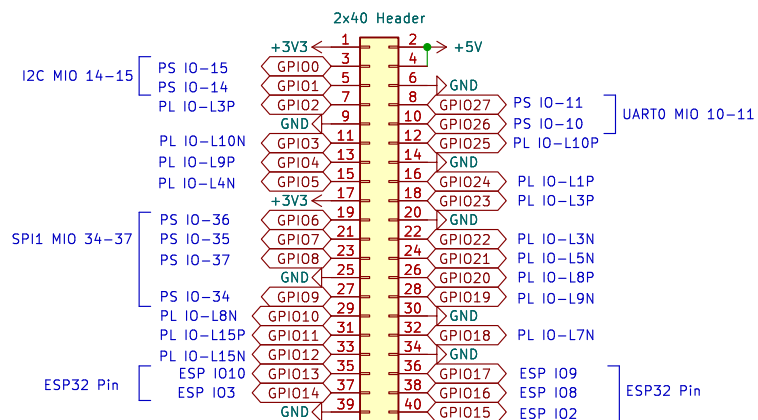 2x40 Header
+3V3 1 2 +5V
PS IO-15 GPIO0 3 4
I2C MIO 14-15
PS IO-14 GPIO1 5 6 GND
PL IO-L3P GPIO2 7 8 GPIO27 PS IO-11
UART0 MIO 10-11
GND 9 10 GPIO26 PS IO-10
PL IO-L10N GPIO3 11 12 GPIO25 PL IO-L10P
PL IO-L9P GPIO4 13 14 GND
PL IO-L4N GPIO5 15 16 GPIO24 PL IO-L1P
+3V3 17 18 GPIO23 PL IO-L3P
PS IO-36 GPIO6 19 20 GND
SPI1 MIO 34-37 PS IO-35 GPIO7 21 22 GPIO22 PL IO-L3N
PS IO-37 GPIO8 23 24 GPIO21 PL IO-L5N
GND 25 26 GPIO20 PL IO-L8P
PS IO-34 GPIO9 27 28 GPIO19 PL IO-L9N
PL IO-L8N GPIO10 29 30 GND
PL IO-L15P GPIO11 31 32 GPIO18 PL IO-L7N
PL IO-L15N GPIO12 33 34 GND
ESP IO10 GPIO13 35 36 GPIO17 ESP IO9
ESP32 Pin ESP IO3 GPIO14 37 38 GPIO16 ESP IO8 ESP32 Pin
GND 39 40 GPIO15 ESP IO2